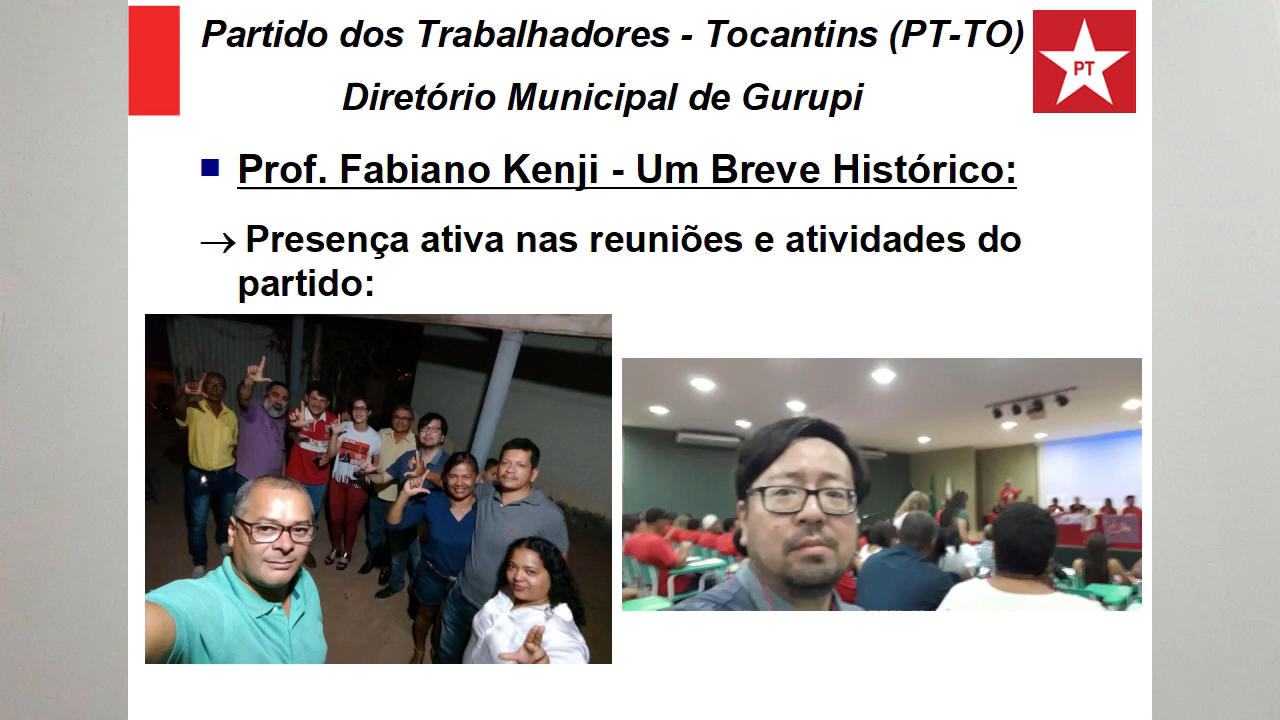 Partido dos Trabalhadores - Tocantins (PT-TO)
PT
Diretório Municipal de Gurupi
Prof. Fabiano Kenji - Um Breve Histórico:
→ Presença ativa nas reuniões e atividades do
partido: